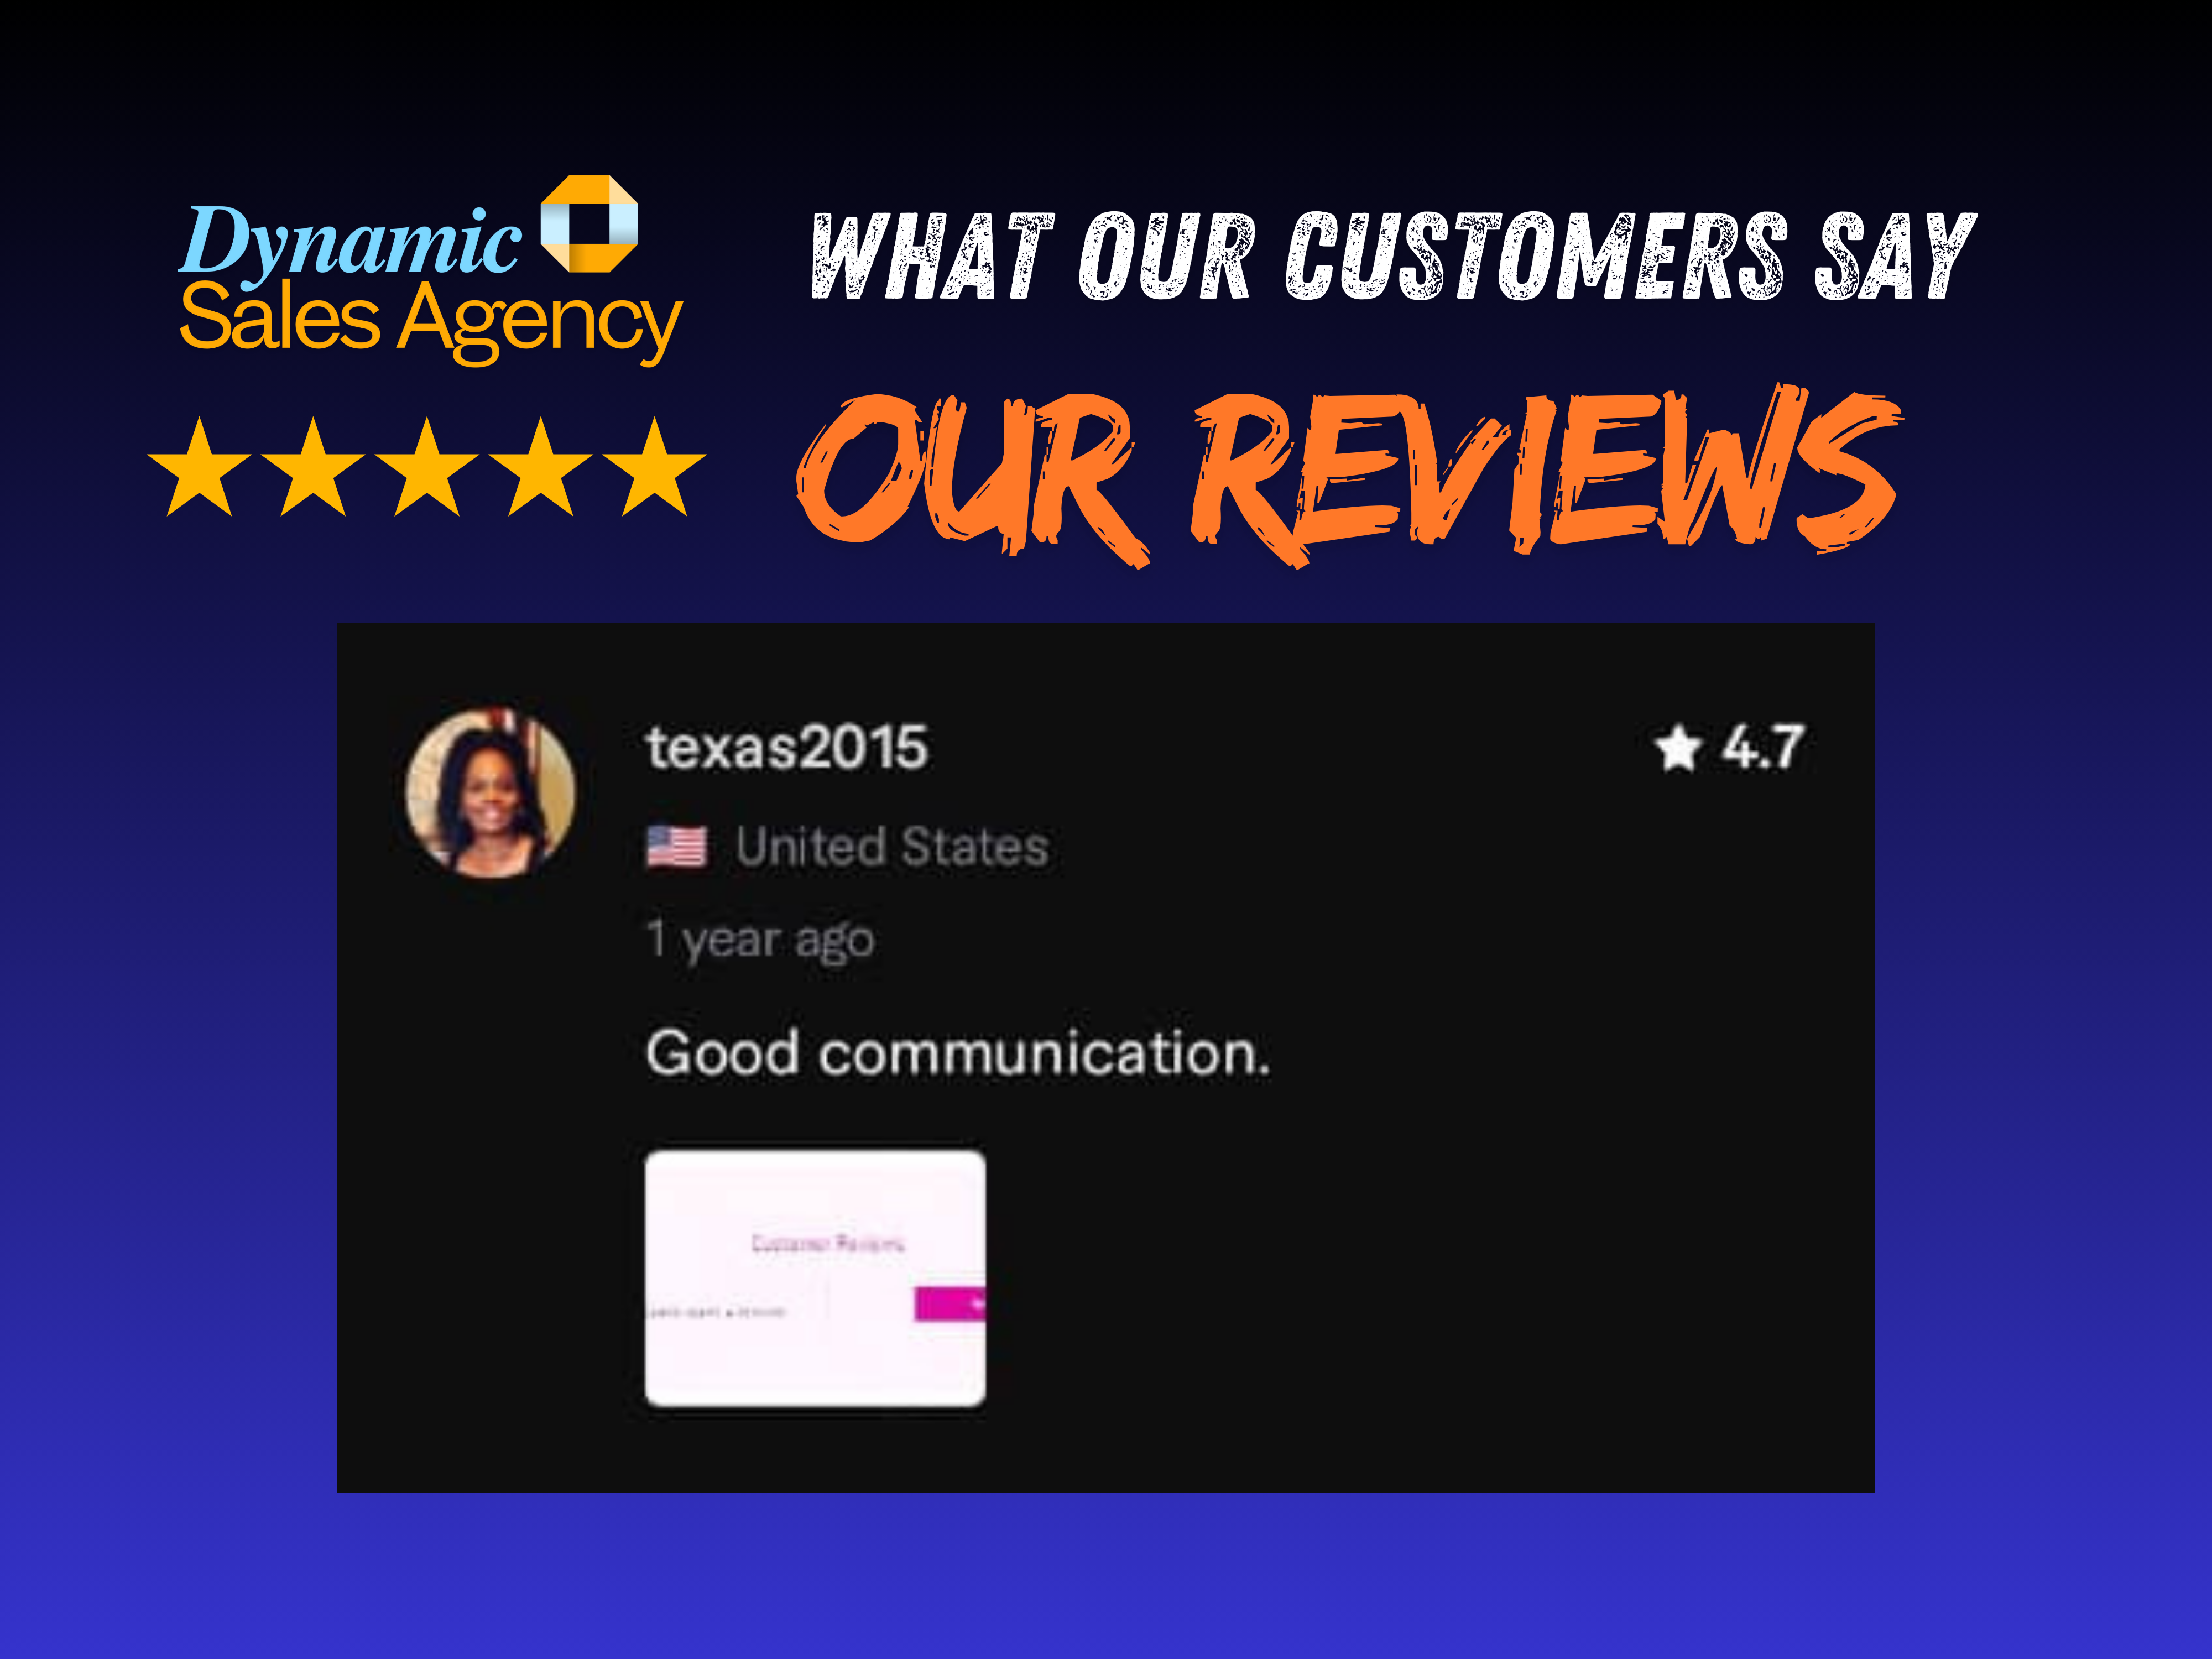 Dynamic
Sales Agency
WHAT OUR CUSTOMERS SAY
OUR REVIEWS
texas2015
4.7
United States
1 year ago
Good communication.
Customer Reviews